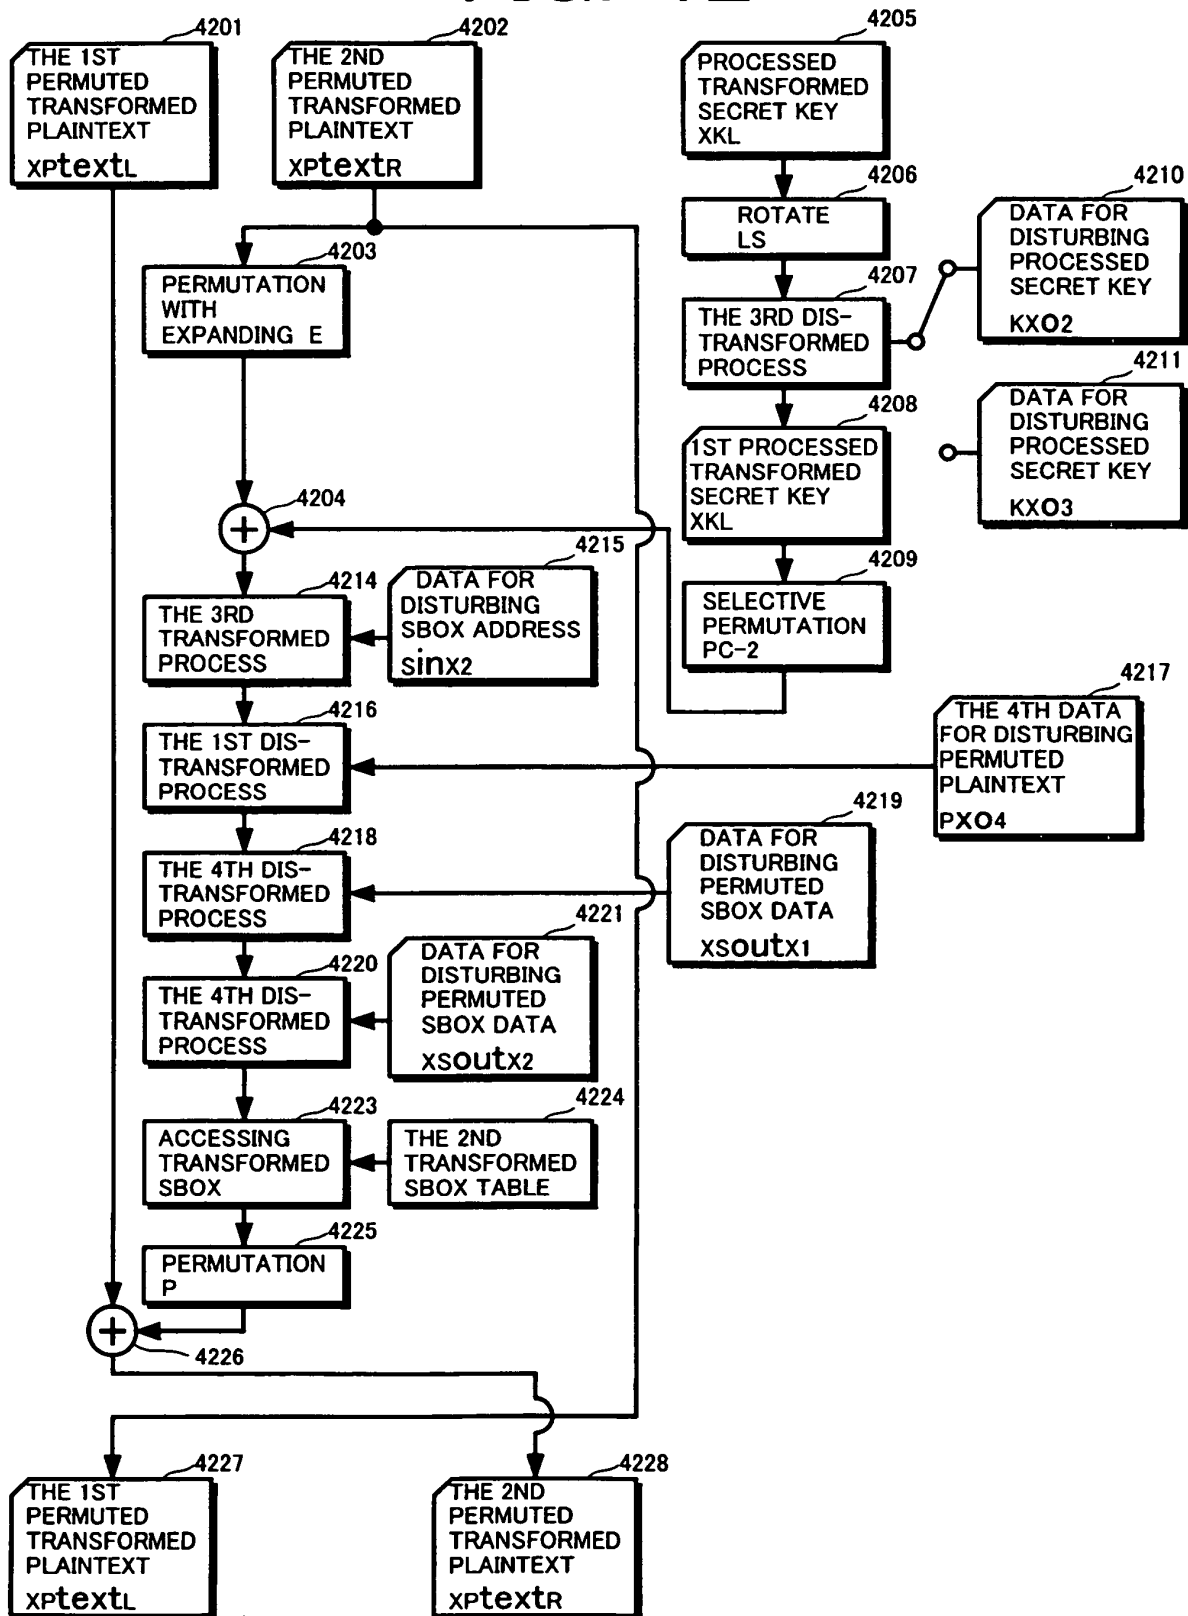 4201
THE 1ST
PERMUTED
TRANSFORMED
PLAINTEXT
XPtextL
4202
THE 2ND
PERMUTED
TRANSFORMED
PLAINTEXT
XPtextR
4205
PROCESSED
TRANSFORMED
SECRET KEY
XKL
4206
ROTATE
LS
4203
PERMUTATION
WITH
EXPANDING E
4207
THE 3RD DIS-
TRANSFORMED
PROCESS
4210
DATA FOR
DISTURBING
PROCESSED
SECRET KEY
KXO2
4211
DATA FOR
DISTURBING
PROCESSED
SECRET KEY
KXO3
4208
1ST PROCESSED
TRANSFORMED
SECRET KEY
XKL
4204
4209
SELECTIVE
PERMUTATION
PC-2
4214
THE 3RD
TRANSFORMED
PROCESS
4215
DATA FOR
DISTURBING
SBOX ADDRESS
SinX2
4216
THE 1ST DIS-
TRANSFORMED
PROCESS
4217
THE 4TH DATA
FOR DISTURBING
PERMUTED
PLAINTEXT
PXO4
4218
THE 4TH DIS-
TRANSFORMED
PROCESS
4219
DATA FOR
DISTURBING
PERMUTED
SBOX DATA
XSoutX1
4220
THE 4TH DIS-
TRANSFORMED
PROCESS
4221
DATA FOR
DISTURBING
PERMUTED
SBOX DATA
XSoutX2
4223
ACCESSING
TRANSFORMED
SBOX
4224
THE 2ND
TRANSFORMED
SBOX TABLE
4225
PERMUTATION
P
4226
4227
THE 1ST
PERMUTED
TRANSFORMED
PLAINTEXT
XPtextL
4228
THE 2ND
PERMUTED
TRANSFORMED
PLAINTEXT
XPtextR